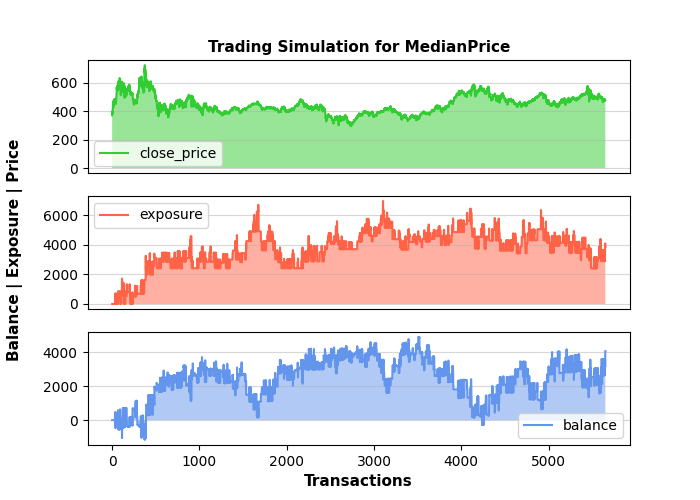 Trading Simulation for MedianPrice
Balance | Exposure | Price
600
400
200
0
close_price
6000
4000
2000
0
exposure
4000
2000
0
balance
0 1000 2000 3000 4000 5000
Transactions